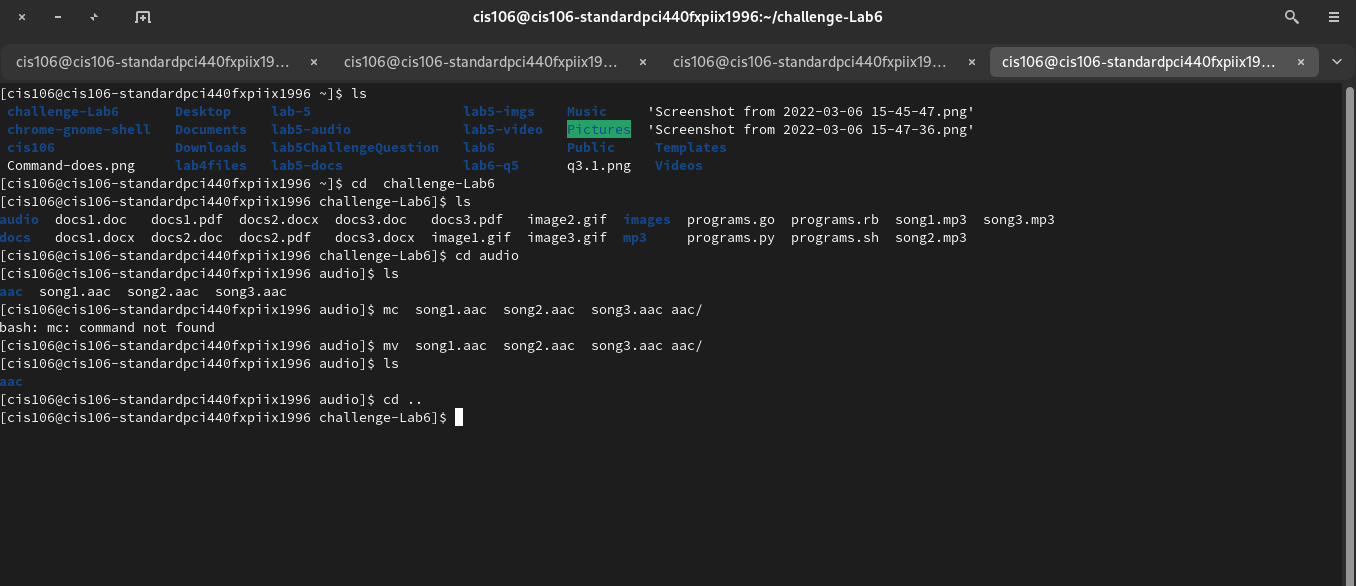 cis106@cis106-standardpci440fxpiix1996:~/challenge-Lab6
cis106@cis106-standardpci440fxpiix19... × cis106@cis106-standardpci440fxpiix19... × cis106@cis106-standardpci440fxpiix19... × cis106@cis106-standardpci440fxpiix19... ×
[cis106@cis106-standardpci440fxpiix1996 ~]$ ls
challenge-Lab6 Desktop lab-5 lab5-imgs Music 'Screenshot from 2022-03-06 15-45-47.png'
chrome-gnome-shell Documents lab5-audio lab5-video Pictures 'Screenshot from 2022-03-06 15-47-36.png'
cis106 Downloads lab5ChallengeQuestion lab6 Public Templates
Command-does.png lab4files lab5-docs lab6-q5 q3.1.png Videos
[cis106@cis106-standardpci440fxpiix1996 ~]$ cd  challenge-Lab6
[cis106@cis106-standardpci440fxpiix1996 challenge-Lab6]$ ls
audio docs1.doc docs1.pdf docs2.docx docs3.doc docs3.pdf image2.gif images programs.go programs.rb song1.mp3 song3.mp3
docs docs1.docx docs2.doc docs2.pdf docs3.docx image1.gif image3.gif mp3 programs.py programs.sh song2.mp3
[cis106@cis106-standardpci440fxpiix1996 challenge-Lab6]$ cd audio
[cis106@cis106-standardpci440fxpiix1996 audio]$ ls
aac song1.aac song2.aac song3.aac
[cis106@cis106-standardpci440fxpiix1996 audio]$ mc  song1.aac  song2.aac  song3.aac aac/
bash: mc: command not found
[cis106@cis106-standardpci440fxpiix1996 audio]$ mv  song1.aac  song2.aac  song3.aac aac/
[cis106@cis106-standardpci440fxpiix1996 audio]$ ls
aac
[cis106@cis106-standardpci440fxpiix1996 audio]$ cd ..
[cis106@cis106-standardpci440fxpiix1996 challenge-Lab6]$